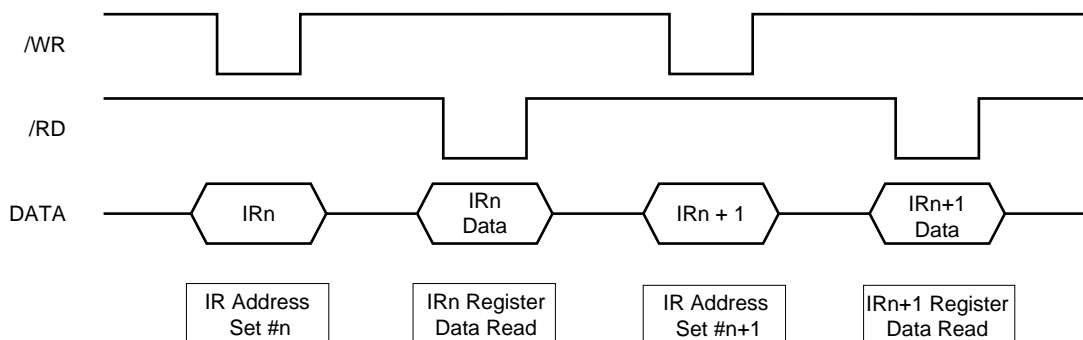 /WR
/RD
DATA
IRn
IRn
Data
IRn + 1
IRn+1
Data
IR Address
Set #n
IRn Register
Data Read
IR Address
Set #n+1
IRn+1 Register
Data Read